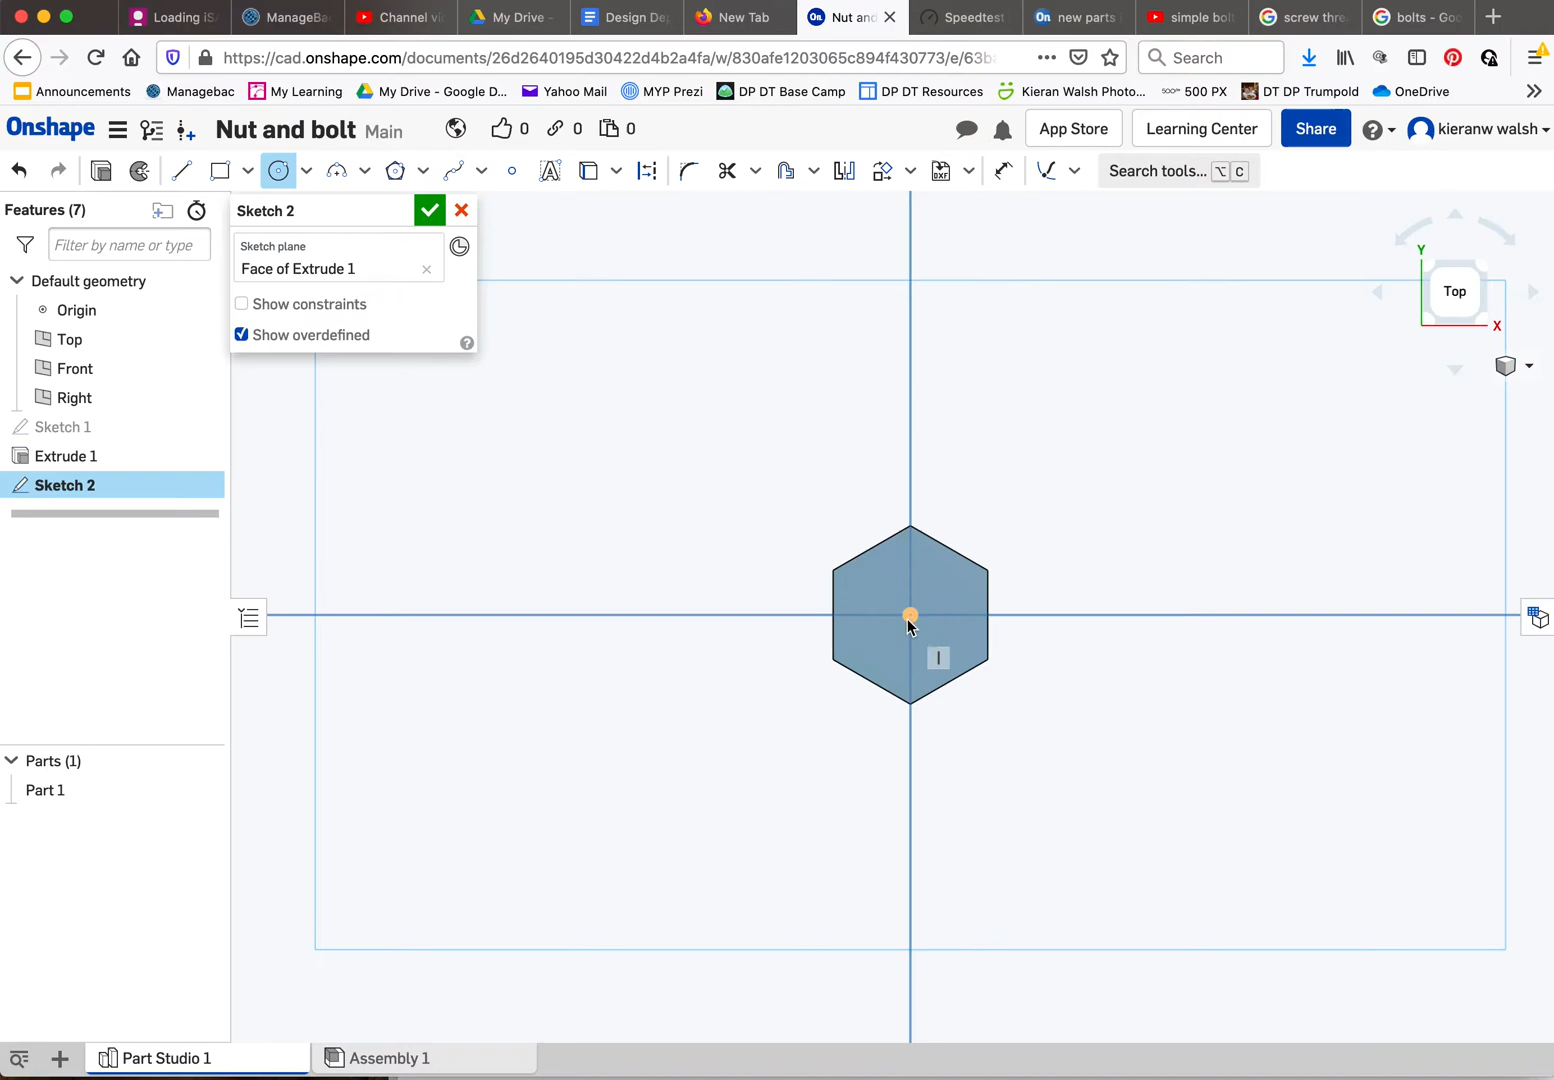 Loading iS
ManageBa
Channel vi
My Drive -
Design De
New Tab
On
Nut and
Speedtest
On
new parts
simple bol
screw thre
bolts - Goo
https://cad.onshape.com/documents/26d2640195d30422d4b2a4fa/w/830afe1203065c894f430773/e/63b
Search
Announcements
Managebac
My Learning
My Drive - Google D...
Yahoo Mail
MYP Prezi
DP DT Base Camp
DP DT Resources
Kieran Walsh Photo...
500 PX
DT DP Trumpold
OneDrive
Onshape
Nut and bolt Main
0
0
0
App Store
Learning Center
Share
kieranw walsh
DXF
Search tools... ⌥ C
Features (7)
Filter by name or type
Default geometry
Origin
Top
Front
Right
Sketch 1
Extrude 1
Sketch 2
Parts (1)
Part 1
Sketch 2
Sketch plane
Face of Extrude 1
Show constraints
Show overdefined
Y
Top
X
Part Studio 1
Assembly 1